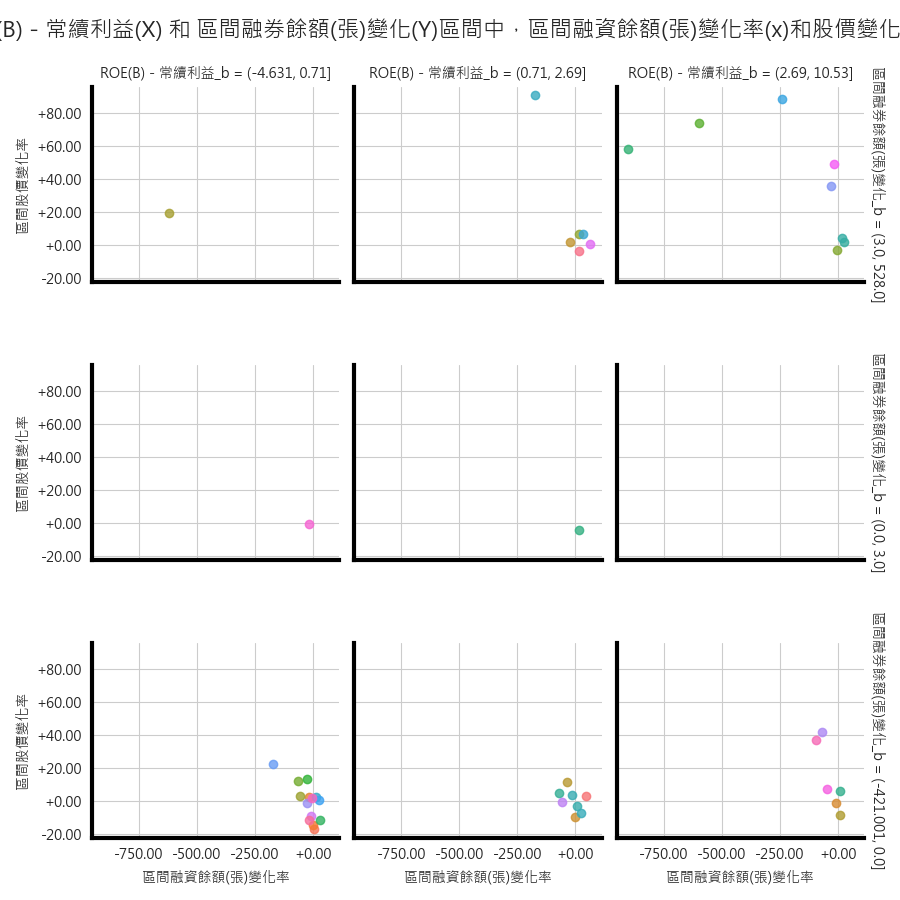 (B) - 常續利益(X) 和 區間融券餘額(張)變化(Y)區間中，區間融資餘額(張)變化率(x)和股價變化
ROE(B) - 常續利益_b = (-4.631, 0.71]
ROE(B) - 常續利益_b = (0.71, 2.69]
ROE(B) - 常續利益_b = (2.69, 10.53]
區間股價變化率
+80.00
+60.00
+40.00
+20.00
+0.00
-20.00
區間融券餘額(張)變化_b = (3.0, 528.0]
區間股價變化率
+80.00
+60.00
+40.00
+20.00
+0.00
-20.00
區間融券餘額(張)變化_b = (0.0, 3.0]
區間股價變化率
+80.00
+60.00
+40.00
+20.00
+0.00
-20.00
區間融券餘額(張)變化_b = (-421.001, 0.0]
-750.00 -500.00 -250.00 +0.00
-750.00 -500.00 -250.00 +0.00
-750.00 -500.00 -250.00 +0.00
區間融資餘額(張)變化率
區間融資餘額(張)變化率
區間融資餘額(張)變化率